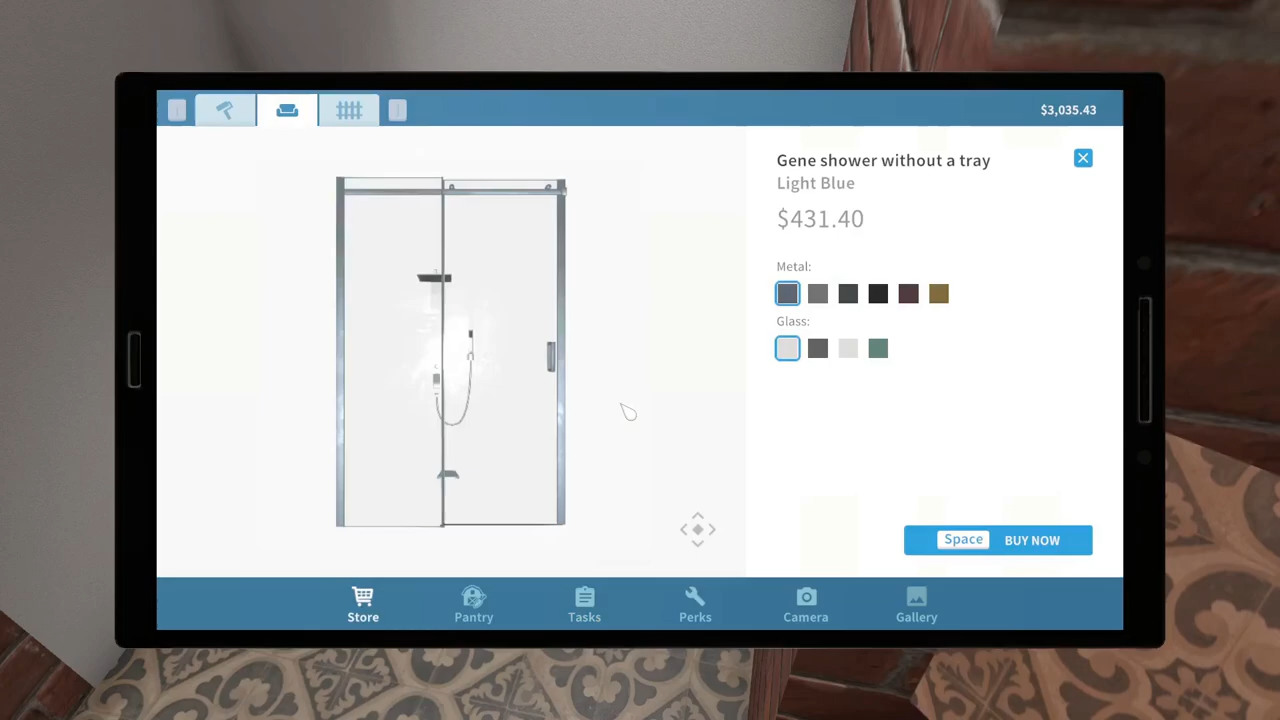 $3,035.43
Gene shower without a tray
Light Blue
$431.40
Metal:
Glass:
Space BUY NOW
Store
Pantry
Tasks
Perks
Camera
Gallery